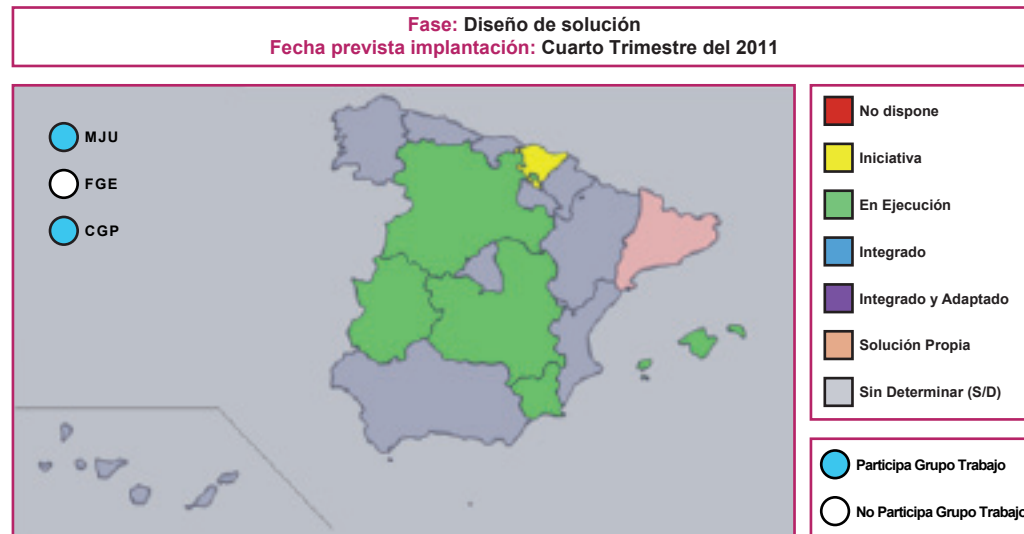 Fase: Diseño de solución
Fecha prevista implantación: Cuarto Trimestre del 2011
MJU
FGE
CGP
No dispone
Iniciativa
En Ejecución
Integrado
Integrado y Adaptado
Solución Propia
Sin Determinar (S/D)
Participa Grupo Trabajo
No Participa Grupo Trabajo